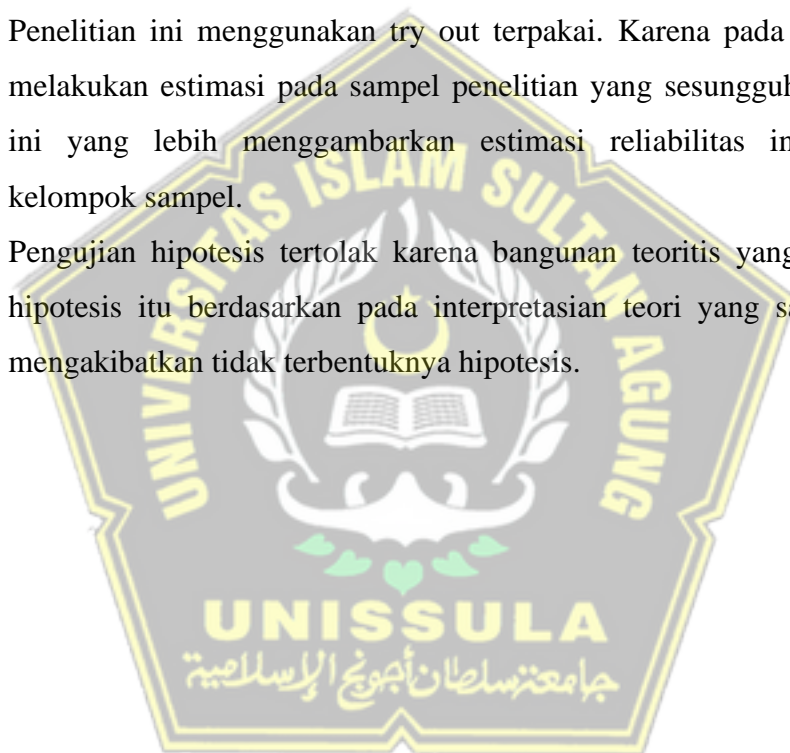 Penelitian ini menggunakan try out terpakai. Karena pada
melakukan estimasi pada sampel penelitian yang sesungguh
ini yang lebih menggambarkan estimasi reliabilitas in
kelompok sampel.
Pengujian hipotesis tertolak karena bangunan teoritis yang
hipotesis itu berdasarkan pada interpretasian teori yang sa
mengakibatkan tidak terbentuknya hipotesis.
UNIVERSITAS ISLAM SULTAN AGUNG
UNISSULA
جامعة سلطان أجونج الإسلامية